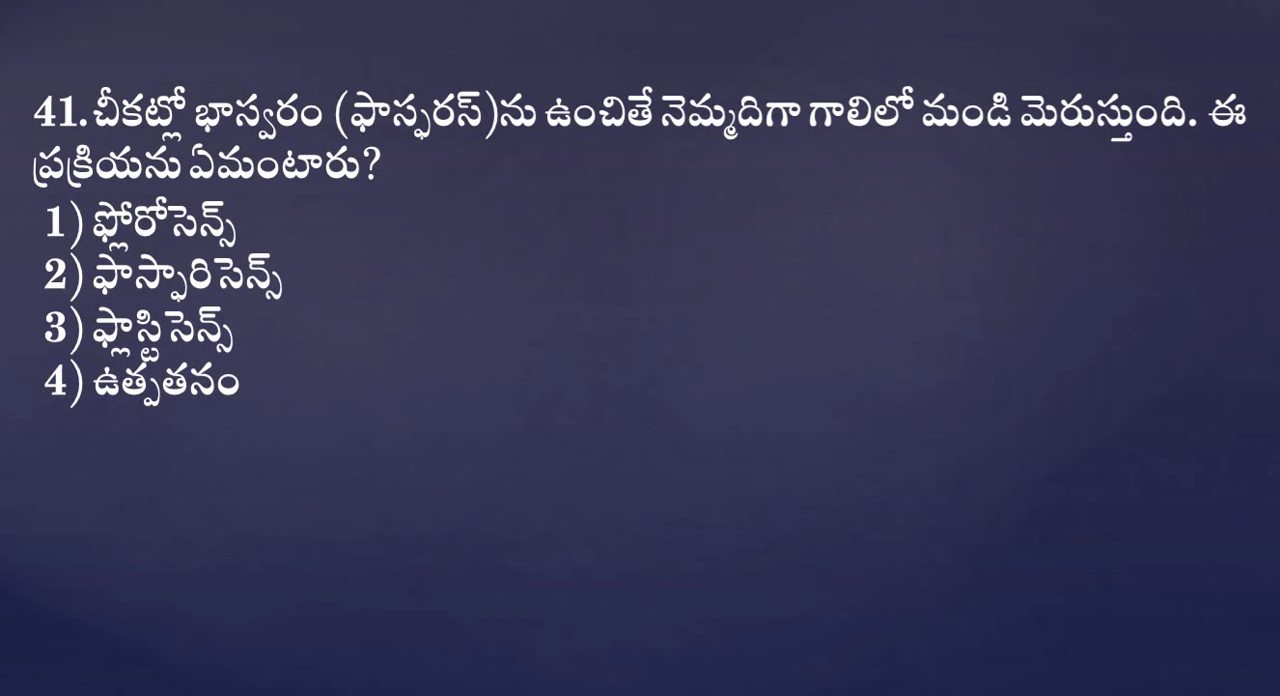 41.చీకట్లో భాస్వరం (ఫాస్ఫరస్)ను ఉంచితే నెమ్మదిగా గాలిలో మండి మెరుస్తుంది. ఈ
ప్రక్రియను ఏమంటారు?
1) ఫ్లోరోసెన్స్
2) ఫాస్ఫారిసెన్స్
3) ఫ్లాస్టిసెన్స్
4) ఉత్పతనం